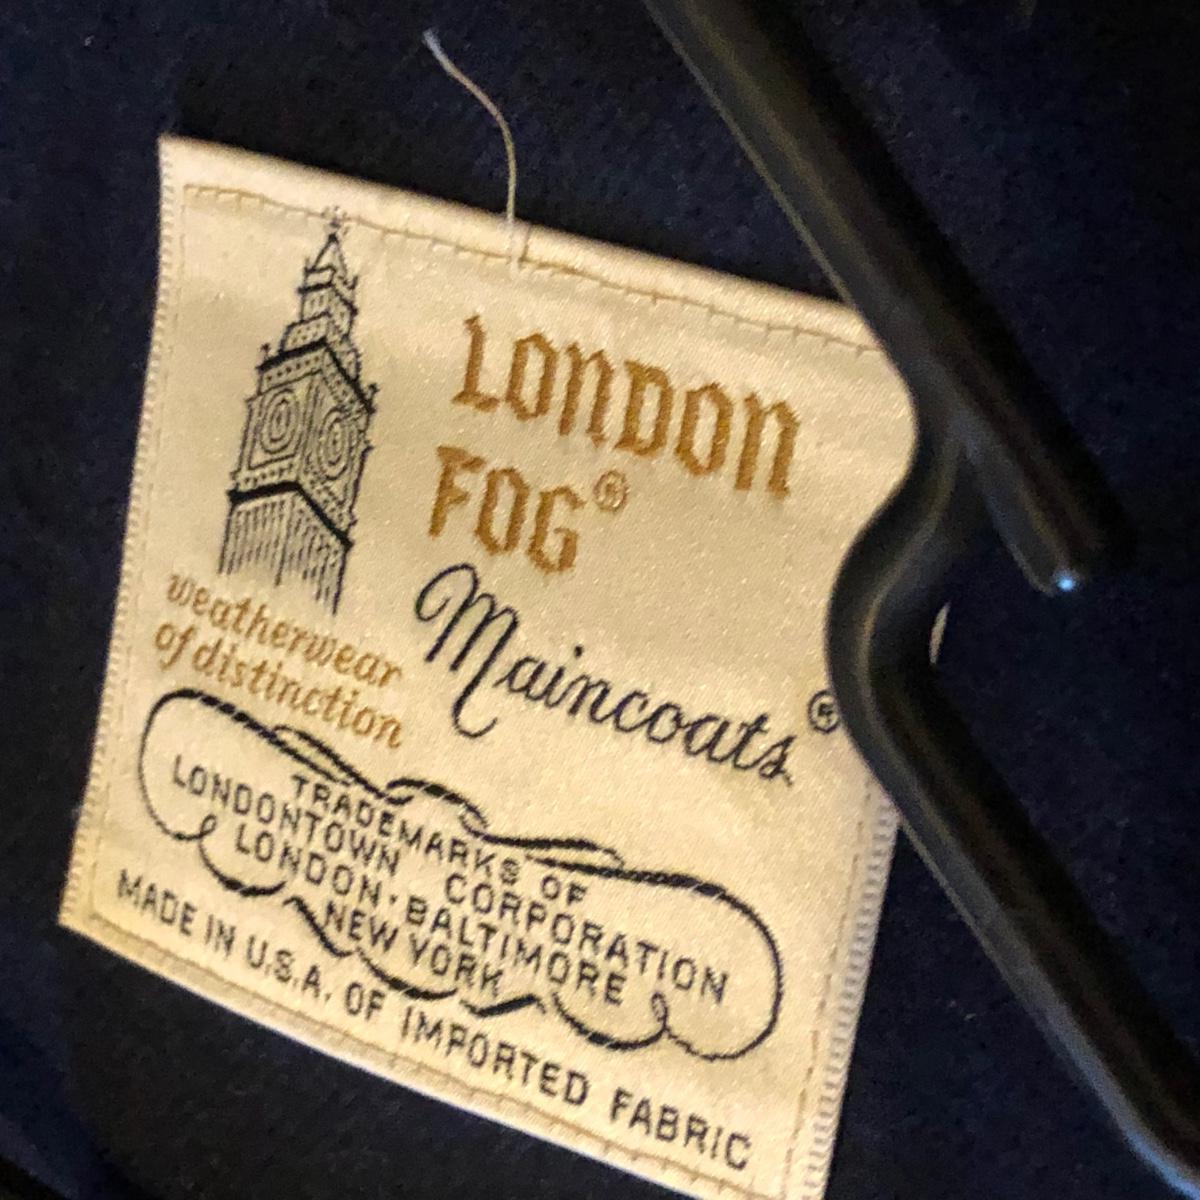 LONDON
FOG®
Maincoats®
weatherwear
of distinction
TRADEMARKS OF
LONDONTOWN CORPORATION
LONDON·BALTIMORE
NEW YORK
MADE IN U.S.A. OF IMPORTED FABRIC